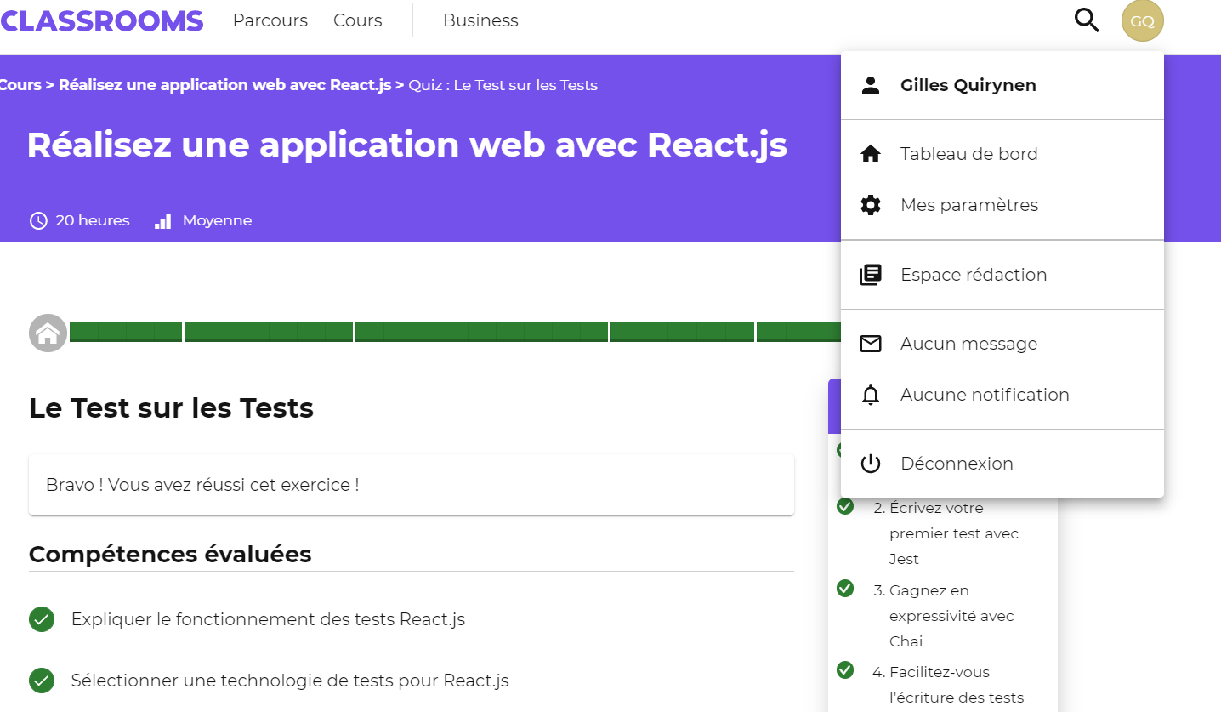 CLASSROOMS
Parcours
Cours
Business
GQ
Cours > Réalisez une application web avec React.js > Quiz : Le Test sur les Tests
Réalisez une application web avec React.js
20 heures
Moyenne
Gilles Quirynen
Tableau de bord
Mes paramètres
Espace rédaction
Aucun message
Aucune notification
Déconnexion
Le Test sur les Tests
Bravo ! Vous avez réussi cet exercice !
Compétences évaluées
Expliquer le fonctionnement des tests React.js
Sélectionner une technologie de tests pour React.js
2. Écrivez votre
premier test avec
Jest
3. Gagnez en
expressivité avec
Chai
4. Facilitez-vous
l'écriture des tests